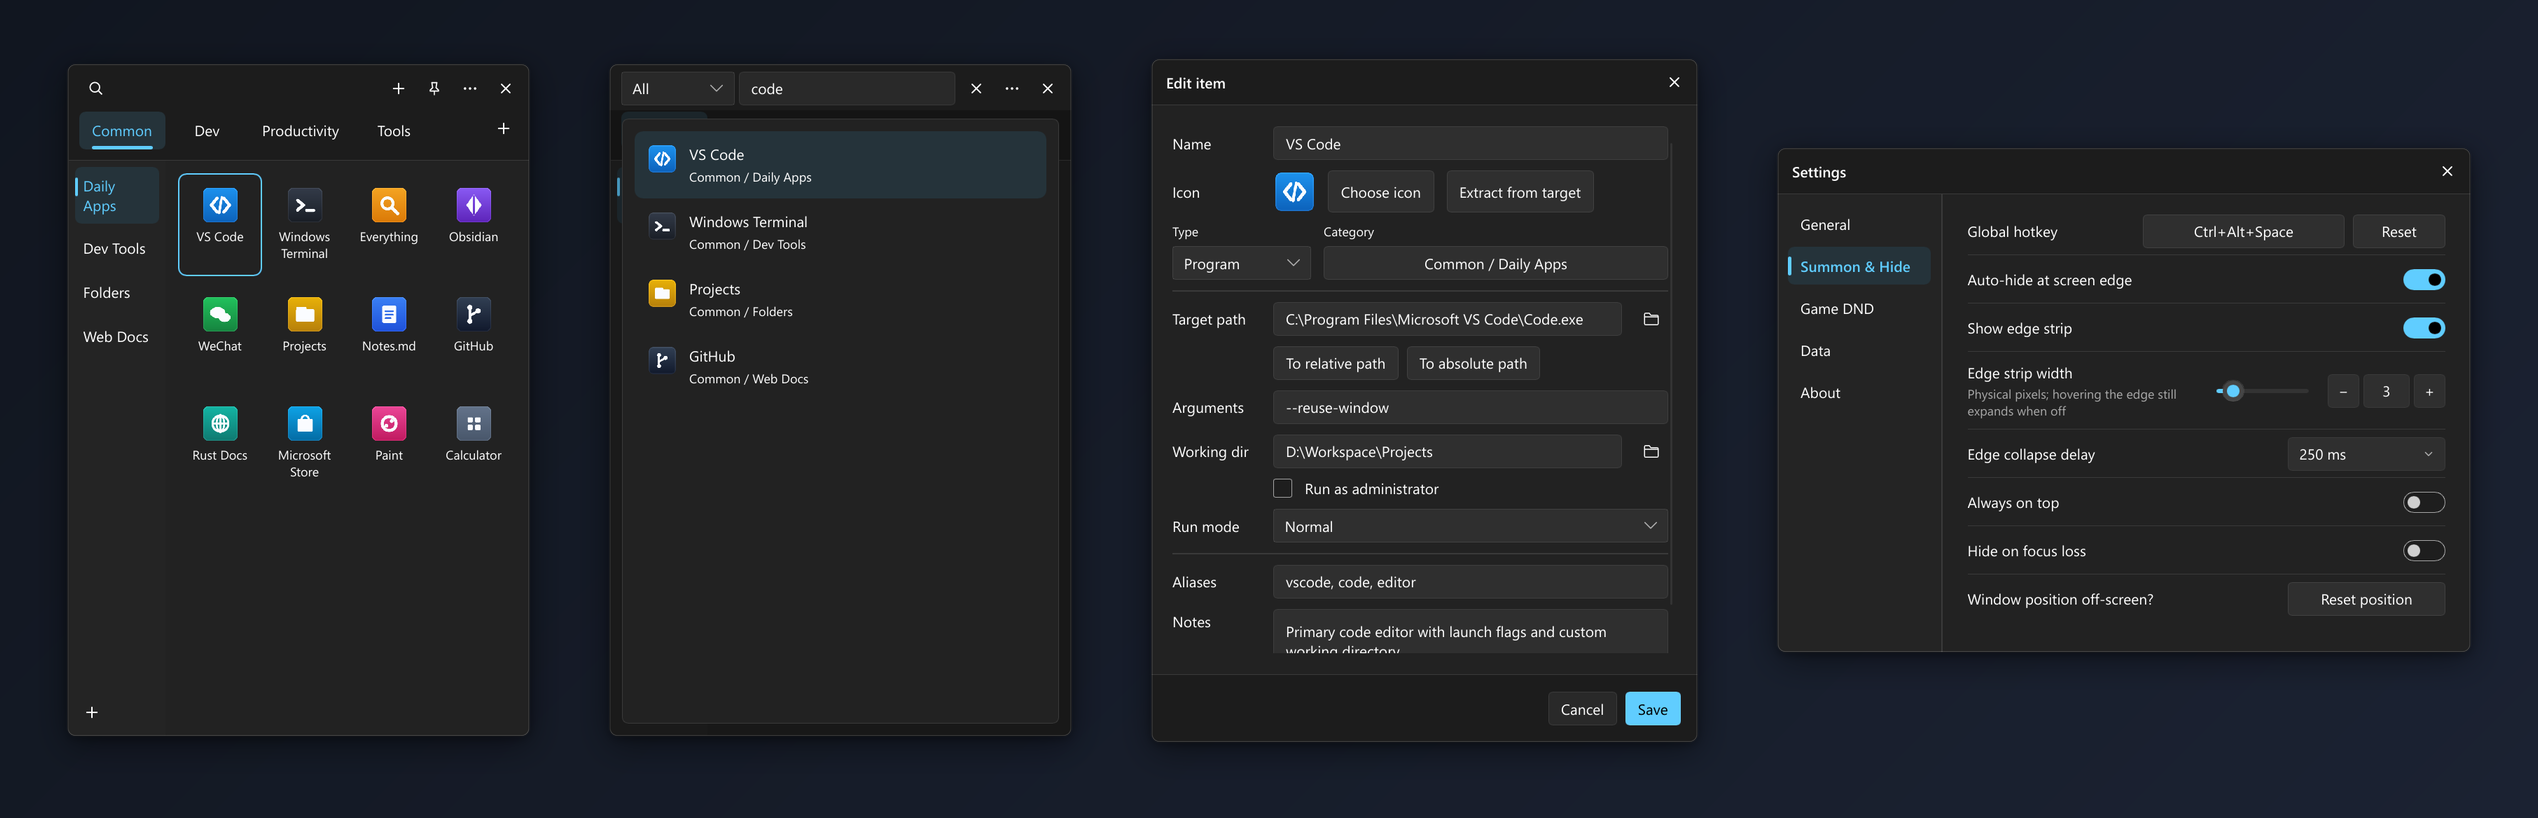 Common
Dev
Productivity
Tools
Daily
Apps
Dev Tools
Folders
Web Docs
VS Code
Windows
Terminal
Everything
Obsidian
WeChat
Projects
Notes.md
GitHub
Rust Docs
Microsoft
Store
Paint
Calculator
All
code
VS Code
Common / Daily Apps
Windows Terminal
Common / Dev Tools
Projects
Common / Folders
GitHub
Common / Web Docs
Edit item
Name
VS Code
Icon
Choose icon
Extract from target
Type
Category
Program
Common / Daily Apps
Target path
C:\Program Files\Microsoft VS Code\Code.exe
To relative path
To absolute path
Arguments
--reuse-window
Working dir
D:\Workspace\Projects
Run as administrator
Run mode
Normal
Aliases
vscode, code, editor
Notes
Primary code editor with launch flags and custom
working directory
Cancel
Save
Settings
General
Summon & Hide
Game DND
Data
About
Global hotkey
Ctrl+Alt+Space
Reset
Auto-hide at screen edge
Show edge strip
Edge strip width
Physical pixels; hovering the edge still
expands when off
3
Edge collapse delay
250 ms
Always on top
Hide on focus loss
Window position off-screen?
Reset position